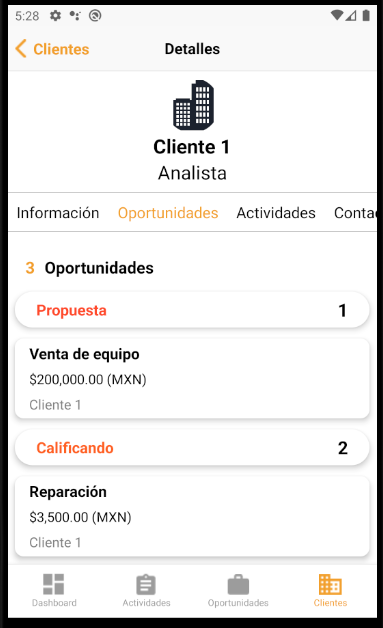 5:28
Clientes
Detalles
Cliente 1
Analista
Información Oportunidades Actividades Conta
3 Oportunidades
Propuesta 1
Venta de equipo
$200,000.00 (MXN)
Cliente 1
Calificando 2
Reparación
$3,500.00 (MXN)
Cliente 1
Dashboard Actividades Oportunidades Clientes